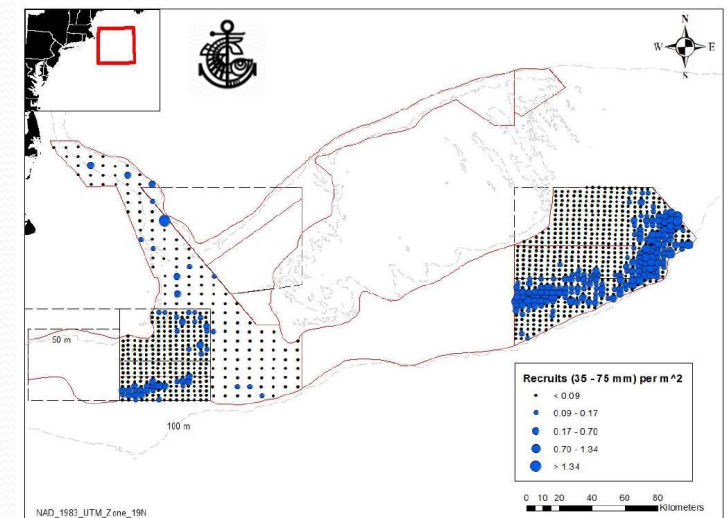 N
W E
S
50 m
100 m
Recruits (35 - 75 mm) per m^2
< 0.09
0.09 - 0.17
0.17 - 0.70
0.70 - 1.34
> 1.34
0 10 20 40 60 80
Kilometers
NAD_1983_UTM_Zone_19N